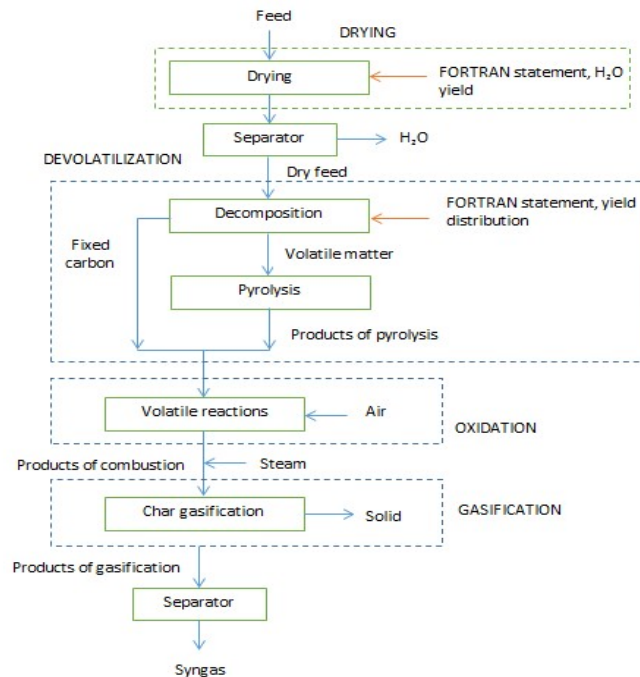 Feed
DRYING
Drying
FORTRAN statement, H₂O
yield
Separator
H₂O
DEVOLATILIZATION
Dry feed
Decomposition
FORTRAN statement, yield
distribution
Fixed
carbon
Volatile matter
Pyrolysis
Products of pyrolysis
Volatile reactions
Air
OXIDATION
Products of combustion
Steam
Char gasification
Solid
GASIFICATION
Products of gasification
Separator
Syngas